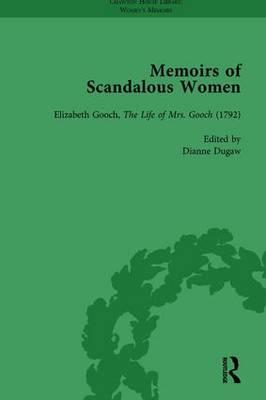 CHAWTON HOUSE LIBRARY:
WOMEN'S MEMOIRS
Memoirs of
Scandalous Women
Elizabeth Gooch, The Life of Mrs. Gooch (1792)
Edited by
Dianne Dugaw
R
ROUTLEDGE